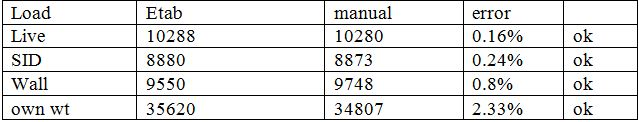 Load Etab manual error
Live 10288 10280 0.16% ok
SID 8880 8873 0.24% ok
Wall 9550 9748 0.8% ok
own wt 35620 34807 2.33% ok